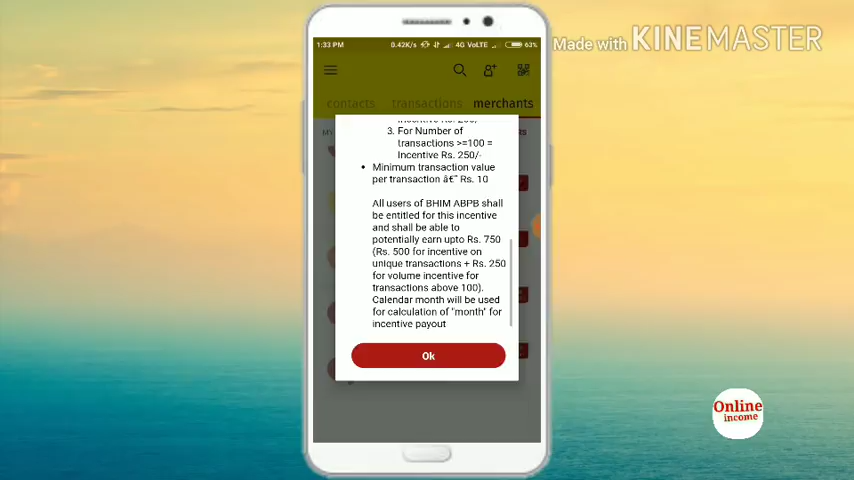 1:33 PM 0.42K/s 4G VoLTE 63%
Made with KINEMASTER
contacts transactions merchants
3. For Number of
transactions >=100 =
Incentive Rs. 250/-
• Minimum transaction value
per transaction â€˜ Rs. 10
All users of BHIM ABPB shall
be entitled for this incentive
and shall be able to
potentially earn upto Rs. 750
(Rs. 500 for incentive on
unique transactions + Rs. 250
for volume incentive for
transactions above 100).
Calendar month will be used
for calculation of "month" for
incentive payout
Ok
Online
income